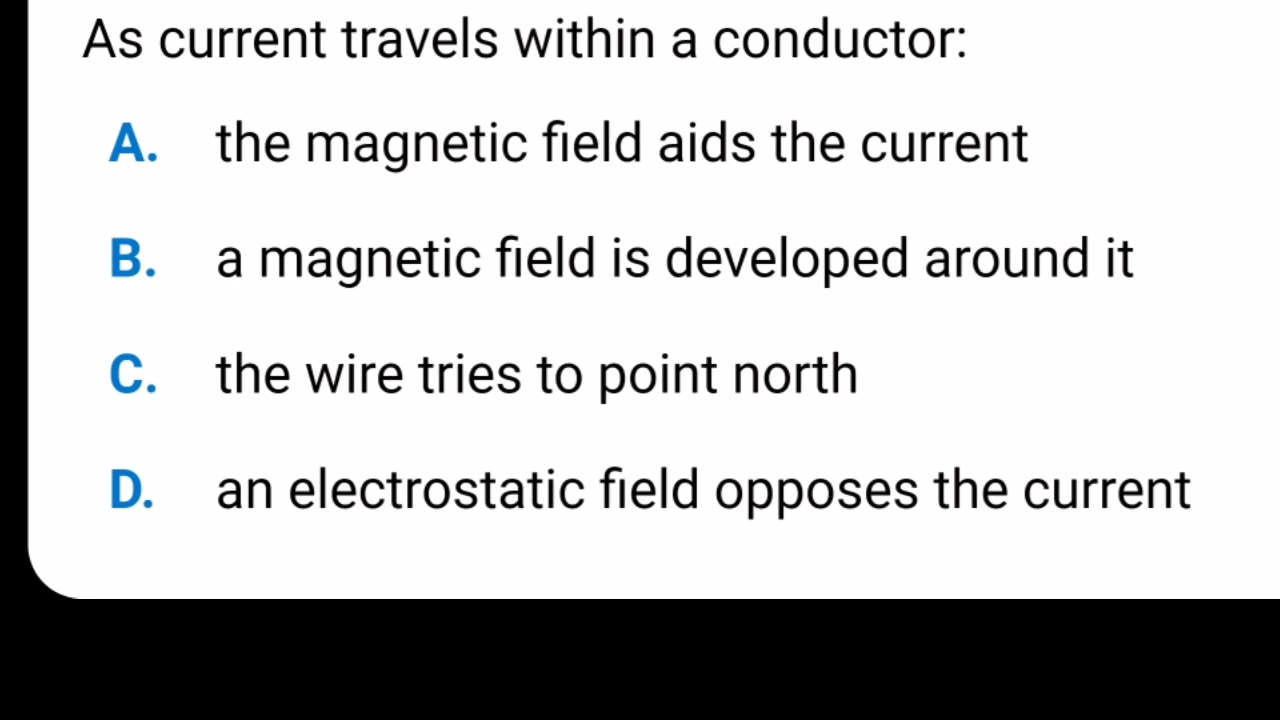 As current travels within a conductor:
A. the magnetic field aids the current
B. a magnetic field is developed around it
C. the wire tries to point north
D. an electrostatic field opposes the current